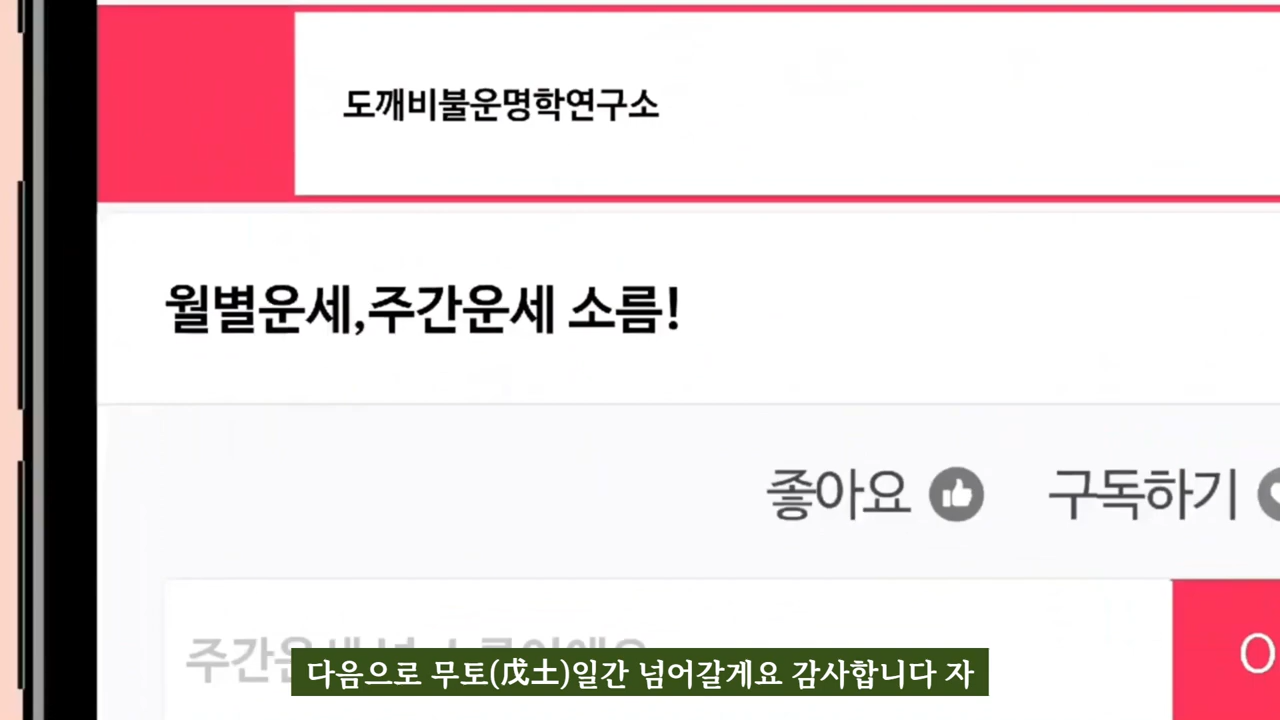 도깨비불운명학연구소
월별운세,주간운세 소름!
좋아요 구독하기
다음으로 무토(戊土)일간 넘어갈게요 감사합니다 자